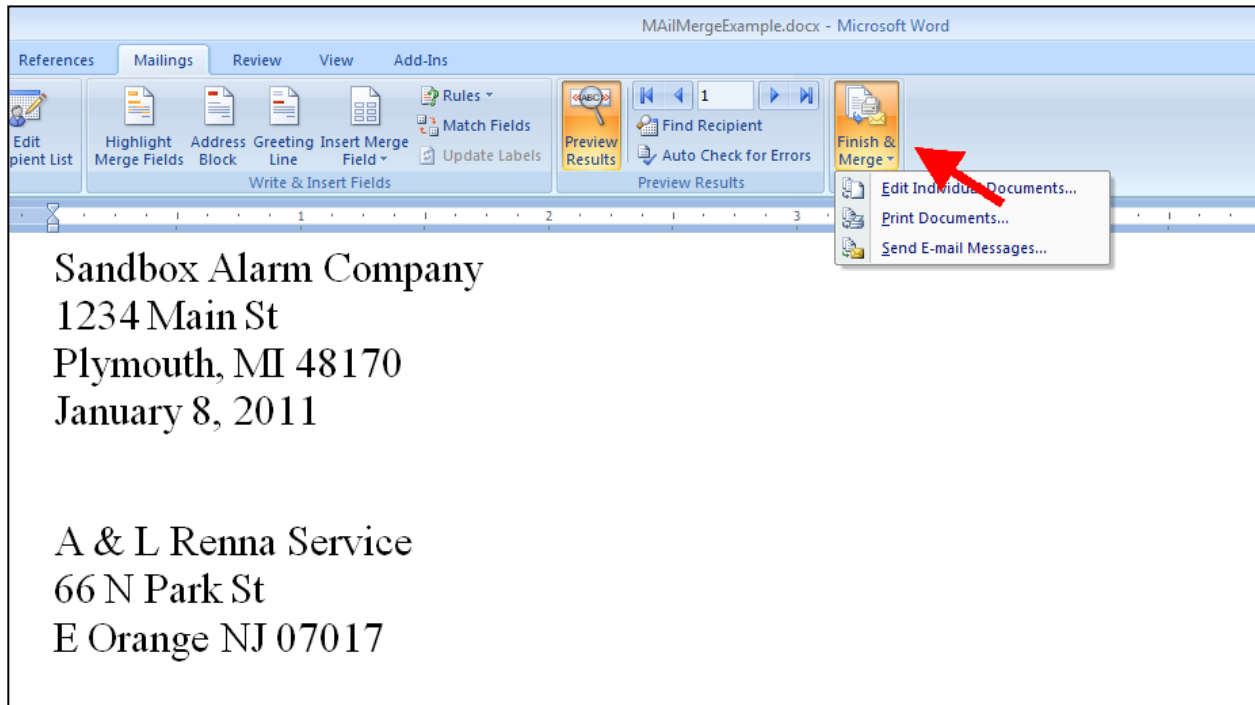 MAilMergeExample.docx - Microsoft Word
References Mailings Review View Add-Ins
Edit
pient List
Highlight
Merge Fields
Address
Block
Greeting
Line
Insert Merge
Field
Rules
Match Fields
Update Labels
Write & Insert Fields
«ABC»
Preview
Results
1
Find Recipient
Auto Check for Errors
Preview Results
Finish &
Merge
Edit Individual Documents...
Print Documents...
Send E-mail Messages...
1 2 3
Sandbox Alarm Company
1234 Main St
Plymouth, MI 48170
January 8, 2011
A & L Renna Service
66 N Park St
E Orange NJ 07017